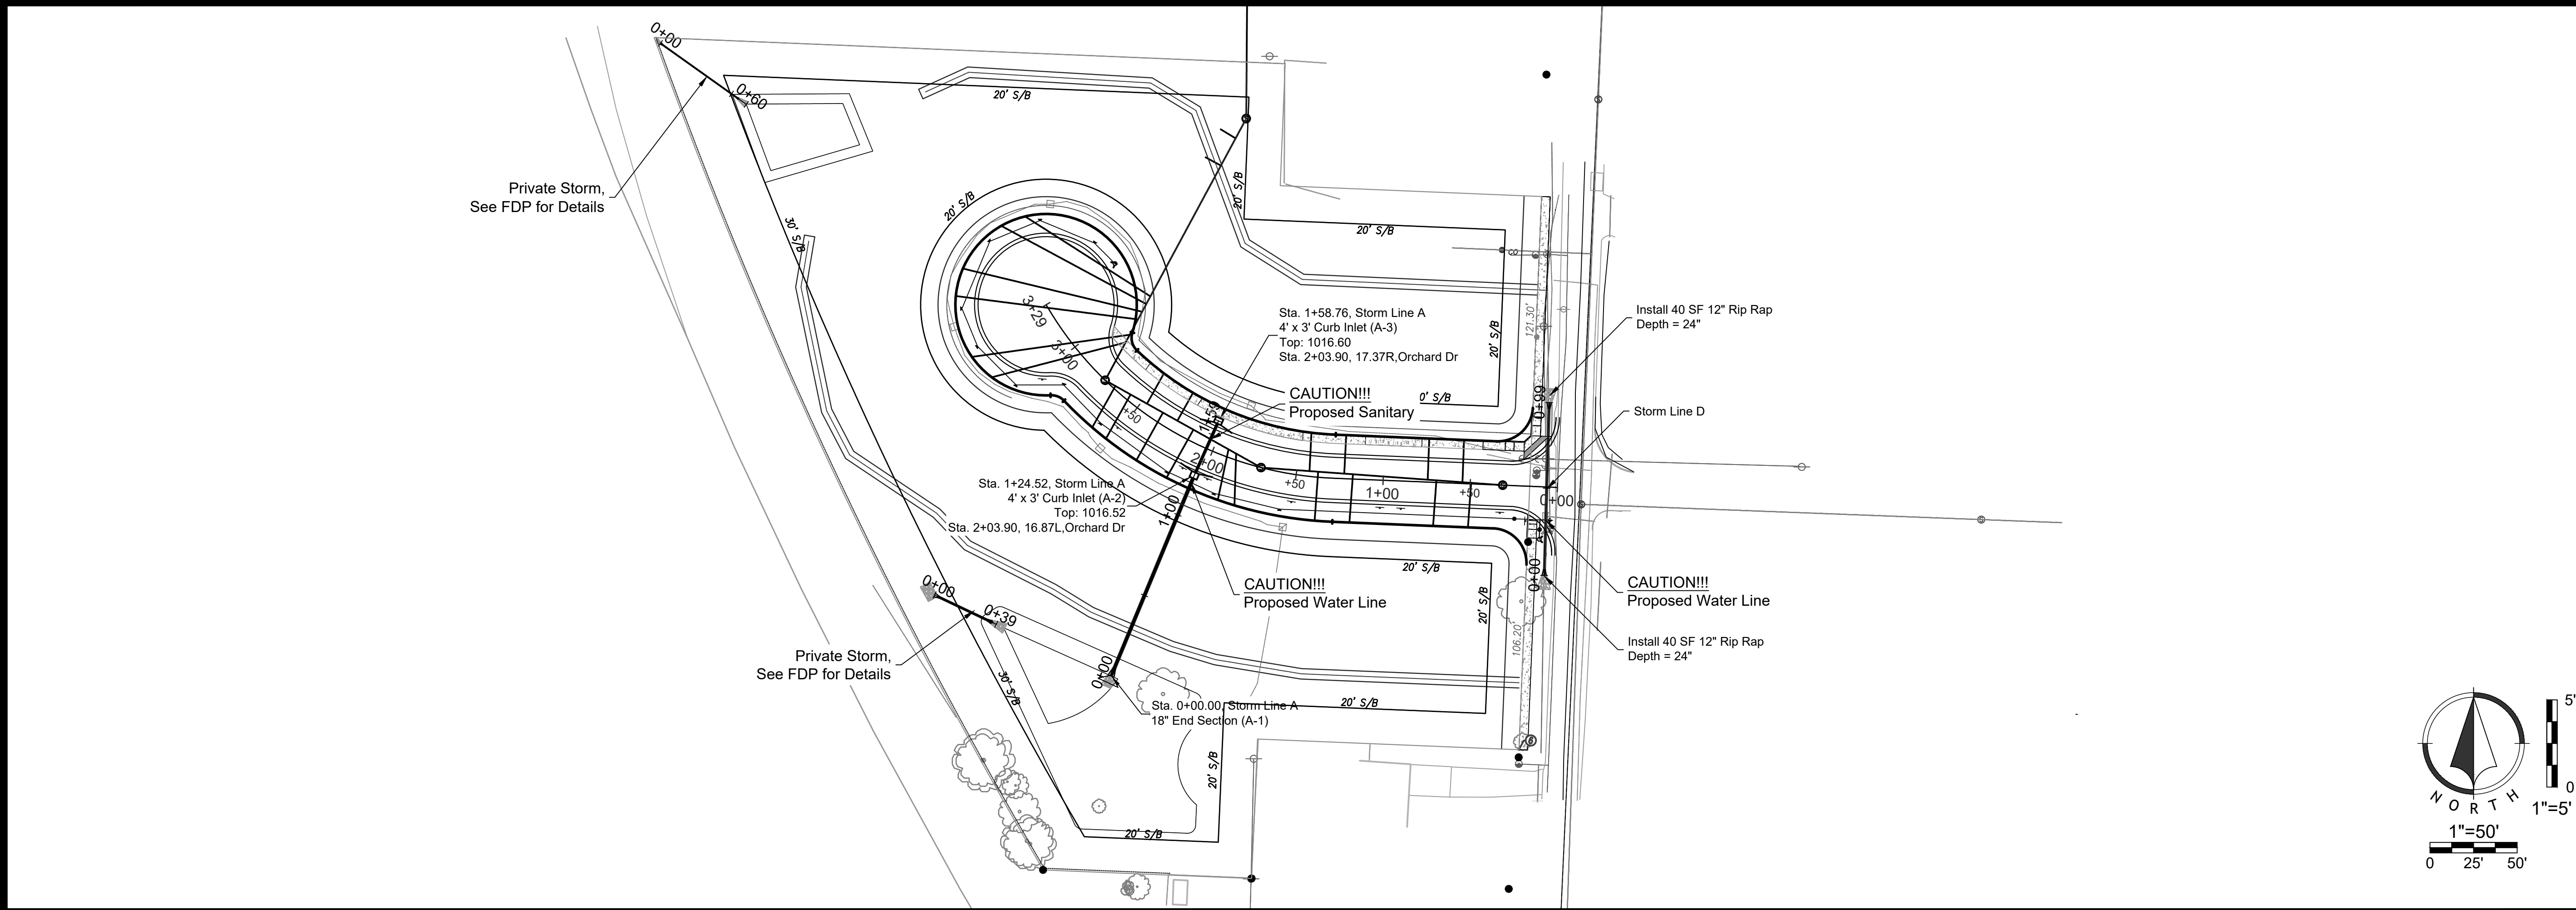 0+00
0+60
20' S/B
Private Storm,
See FDP for Details
30' S/B
20' S/B
20' S/B
20' S/B
3+29
3+00
Sta. 1+58.76, Storm Line A
4' x 3' Curb Inlet (A-3)
Top: 1016.60
Sta. 2+03.90, 17.37R,Orchard Dr
20' S/B
121.30'
Install 40 SF 12" Rip Rap
Depth = 24"
CAUTION!!!
Proposed Sanitary
0' S/B
0+99
Storm Line D
+50
1+59
2+00
+50
1+00
+50
0+00
Sta. 1+24.52, Storm Line A
4' x 3' Curb Inlet (A-2)
Top: 1016.52
Sta. 2+03.90, 16.87L,Orchard Dr
1+00
20' S/B
0+00
CAUTION!!!
Proposed Water Line
CAUTION!!!
Proposed Water Line
0+00
0+39
20' S/B
106.20'
Install 40 SF 12" Rip Rap
Depth = 24"
Private Storm,
See FDP for Details
0+00
30' S/B
Sta. 0+00.00, Storm Line A
18" End Section (A-1)
20' S/B
20' S/B
20' S/B
NORTH
5'
0
1"=5'
1"=50'
0 25' 50'